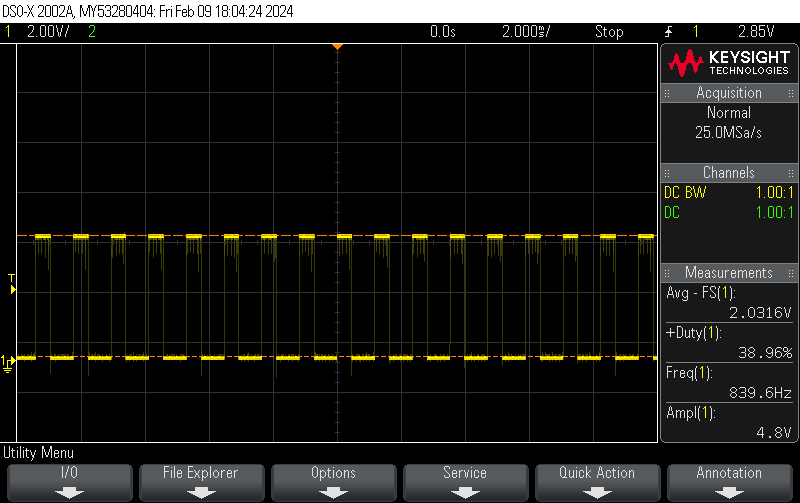 DSO-X 2002A, MY53280404: Fri Feb 09 18:04:24 2024
1 2.00V/ 2 0.0s 2.000ms/ Stop 1 2.85V
KEYSIGHT
TECHNOLOGIES
Acquisition
Normal
25.0MSa/s
Channels
DC BW 1.00:1
DC 1.00:1
Measurements
Avg - FS(1):
2.0316V
+Duty(1):
38.96%
Freq(1):
839.6Hz
Ampl(1):
4.8V
T
1
Utility Menu
I/O File Explorer Options Service Quick Action Annotation